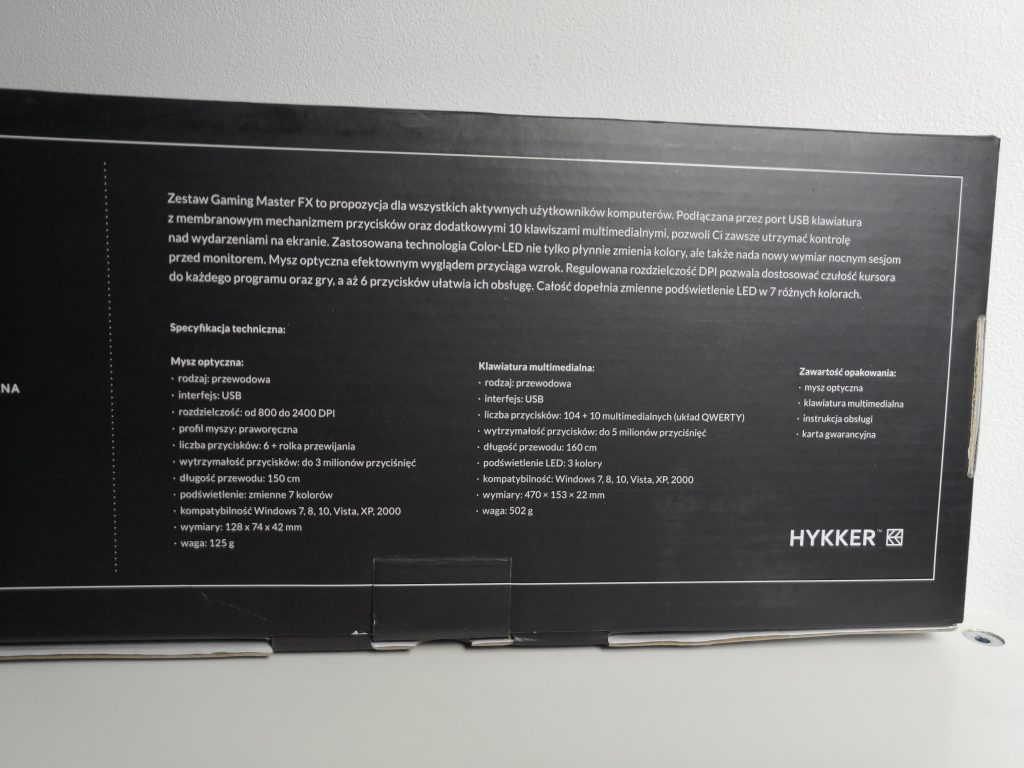 Zestaw Gaming Master FX to propozycja dla wszystkich aktywnych użytkowników komputerów. Podłączana przez port USB klawiatura
z membranowym mechanizmem przycisków oraz dodatkowymi 10 klawiszami multimedialnymi, pozwoli Ci zawsze utrzymać kontrolę
nad wydarzeniami na ekranie. Zastosowana technologia Color-LED nie tylko płynnie zmienia kolory, ale także nada nowy wymiar nocnym sesjom
przed monitorem. Mysz optyczna efektownym wyglądem przyciąga wzrok. Regulowana rozdzielczość DPI pozwala dostosować czułość kursora
do każdego programu oraz gry, a aż 6 przycisków ułatwia ich obsługę. Całość dopełnia zmienne podświetlenie LED w 7 różnych kolorach.
Specyfikacja techniczna:
Mysz optyczna:
· rodzaj: przewodowa
· interfejs: USB
· rozdzielczość: od 800 do 2400 DPI
· profil myszy: praworęczna
· liczba przycisków: 6 + rolka przewijania
· wytrzymałość przycisków: do 3 milionów przyciśnięć
· długość przewodu: 150 cm
· podświetlenie: zmienne 7 kolorów
· kompatybilność Windows 7, 8, 10, Vista, XP, 2000
· wymiary: 128 x 74 x 42 mm
· waga: 125 g
Klawiatura multimedialna:
· rodzaj: przewodowa
· interfejs: USB
· liczba przycisków: 104 + 10 multimedialnych (układ QWERTY)
· wytrzymałość przycisków: do 5 milionów przyciśnięć
· długość przewodu: 160 cm
· podświetlenie LED: 3 kolory
· kompatybilność: Windows 7, 8, 10, Vista, XP, 2000
· wymiary: 470 × 153 × 22 mm
· waga: 502 g
Zawartość opakowania:
· mysz optyczna
· klawiatura multimedialna
· instrukcja obsługi
· karta gwarancyjna
NA
HYKKER™